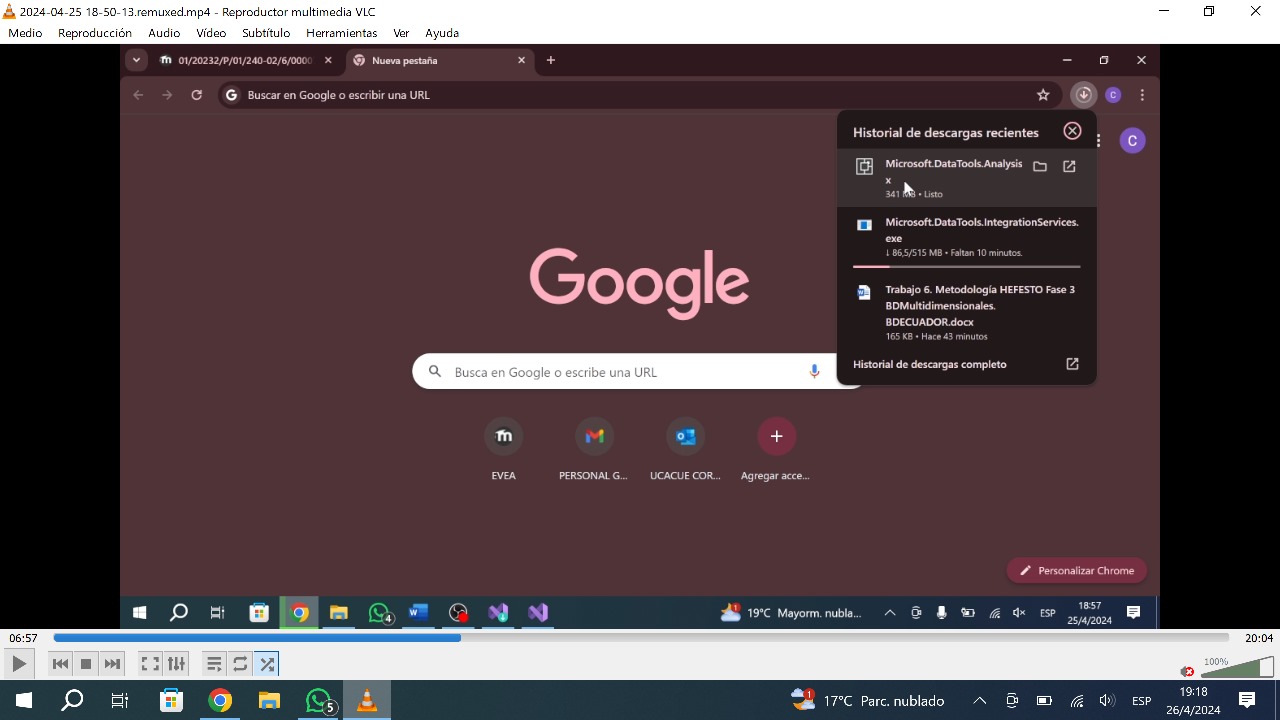 2024-04-25 18-50-13.remuxed.mp4 - Reproductor multimedia VLC
Medio Reproducción Audio Vídeo Subtítulo Herramientas Ver Ayuda
01/20232/P/01/240-02/6/0000
Nueva pestaña
Buscar en Google o escribir una URL
C
Historial de descargas recientes
C
Microsoft.DataTools.Analysis
x
341 MB • Listo
Microsoft.DataTools.IntegrationServices.
exe
↓ 86,5/515 MB • Faltan 10 minutos.
Trabajo 6. Metodología HEFESTO Fase 3
BDMultidimensionales.
BDECUADOR.docx
165 KB • Hace 43 minutos
Historial de descargas completo
Google
Busca en Google o escribe una URL
EVEA
PERSONAL G...
UCACUE COR...
Agregar acce...
Personalizar Chrome
4
1
19°C Mayorm. nubla...
ESP
18:57
25/4/2024
06:57
20:04
100%
5
1
17°C Parc. nublado
ESP
19:18
26/4/2024